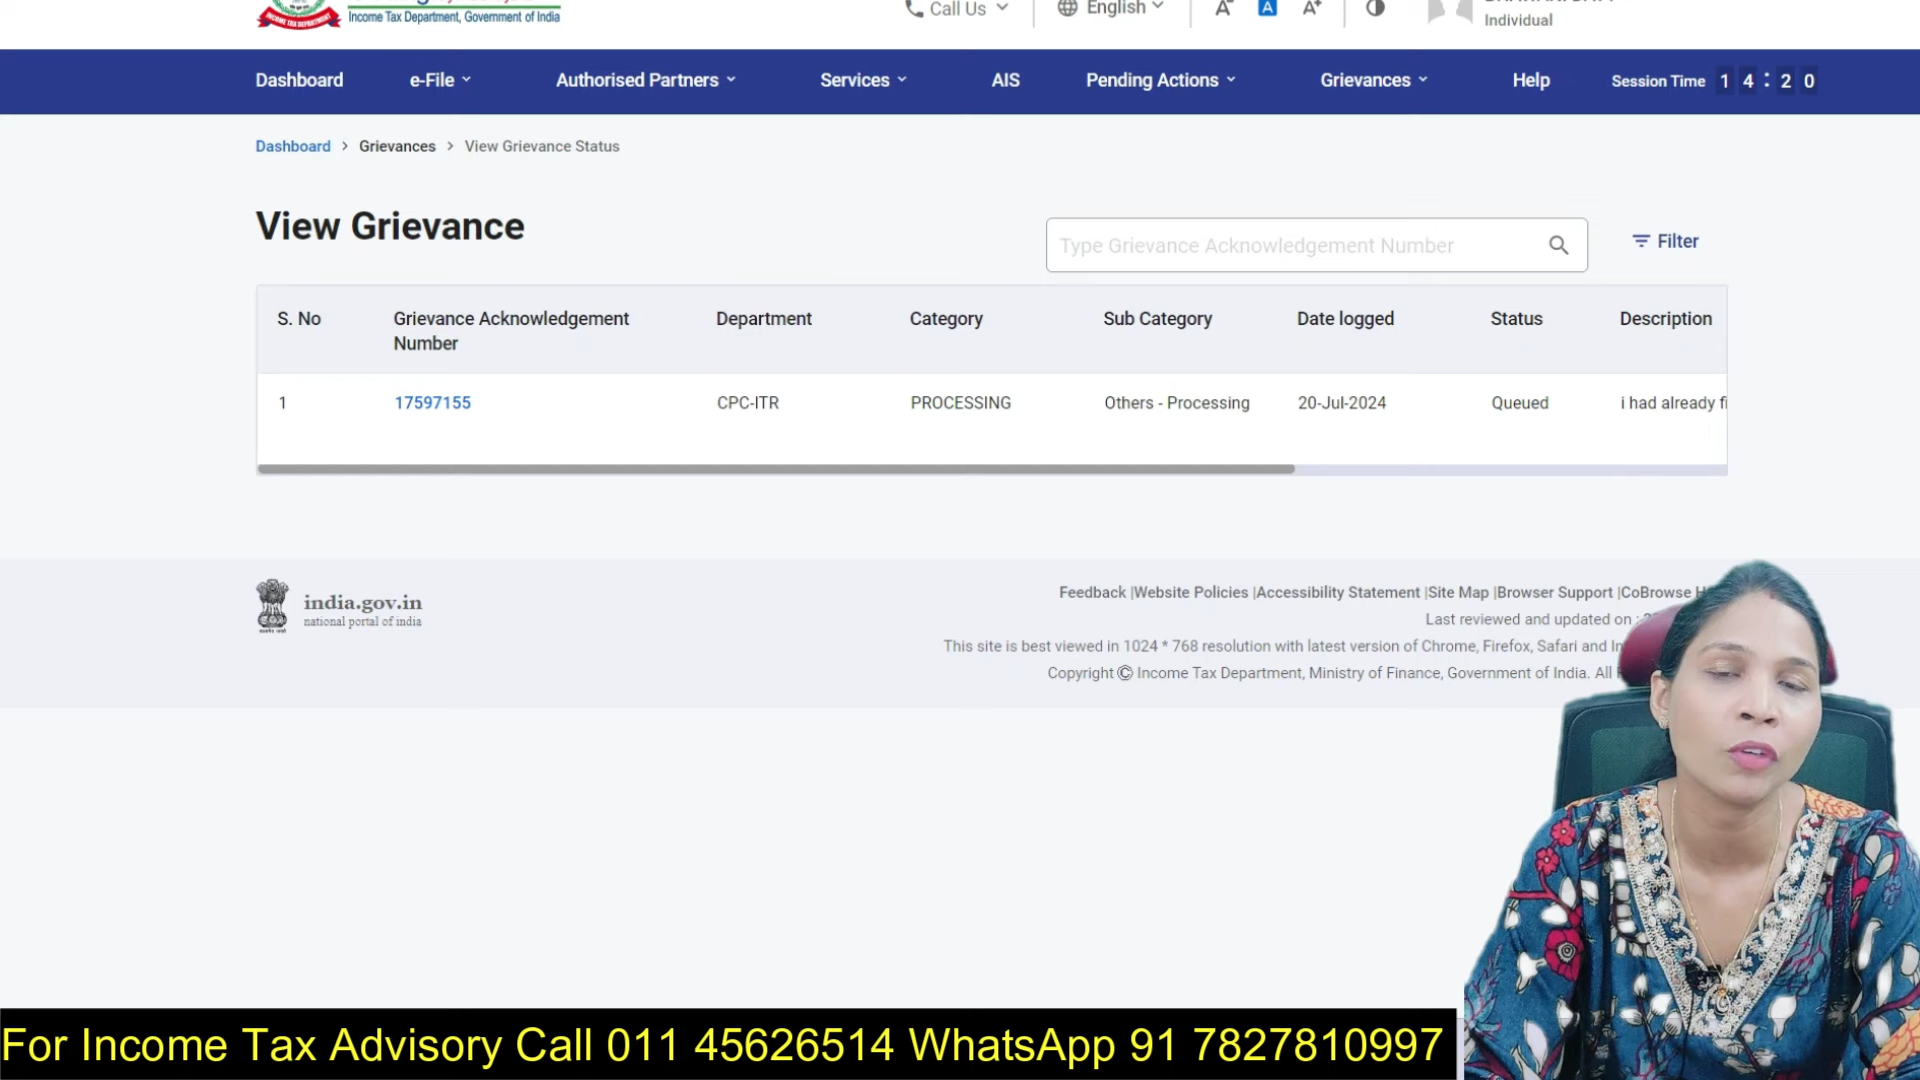 Income Tax Department, Government of India
Call Us
English
A-
A
A+
Individual
Dashboard
e-File
Authorised Partners
Services
AIS
Pending Actions
Grievances
Help
Session Time 1 4 : 2 0
Dashboard > Grievances > View Grievance Status
View Grievance
Type Grievance Acknowledgement Number
Filter
S. No
Grievance Acknowledgement
Number
Department
Category
Sub Category
Date logged
Status
Description
1
17597155
CPC-ITR
PROCESSING
Others - Processing
20-Jul-2024
Queued
i had already fi
india.gov.in
national portal of india
Feedback |Website Policies |Accessibility Statement |Site Map |Browser Support |CoBrowse
Last reviewed and updated on :
This site is best viewed in 1024 * 768 resolution with latest version of Chrome, Firefox, Safari and
Copyright © Income Tax Department, Ministry of Finance, Government of India. All
INCOME TAX DEPARTMENT
For Income Tax Advisory Call 011 45626514 WhatsApp 91 7827810997